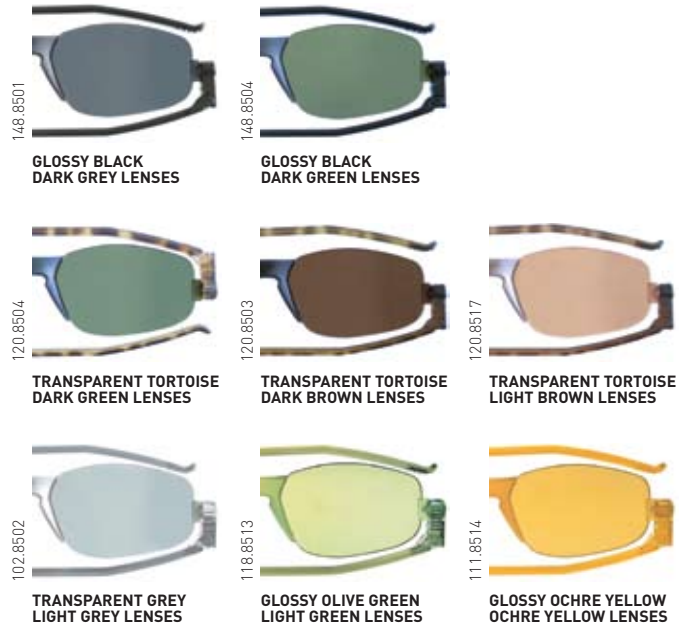 148.8501
GLOSSY BLACK
DARK GREY LENSES
148.8504
GLOSSY BLACK
DARK GREEN LENSES
120.8504
TRANSPARENT TORTOISE
DARK GREEN LENSES
120.8503
TRANSPARENT TORTOISE
DARK BROWN LENSES
120.8517
TRANSPARENT TORTOISE
LIGHT BROWN LENSES
102.8502
TRANSPARENT GREY
LIGHT GREY LENSES
118.8513
GLOSSY OLIVE GREEN
LIGHT GREEN LENSES
111.8514
GLOSSY OCHRE YELLOW
OCHRE YELLOW LENSES